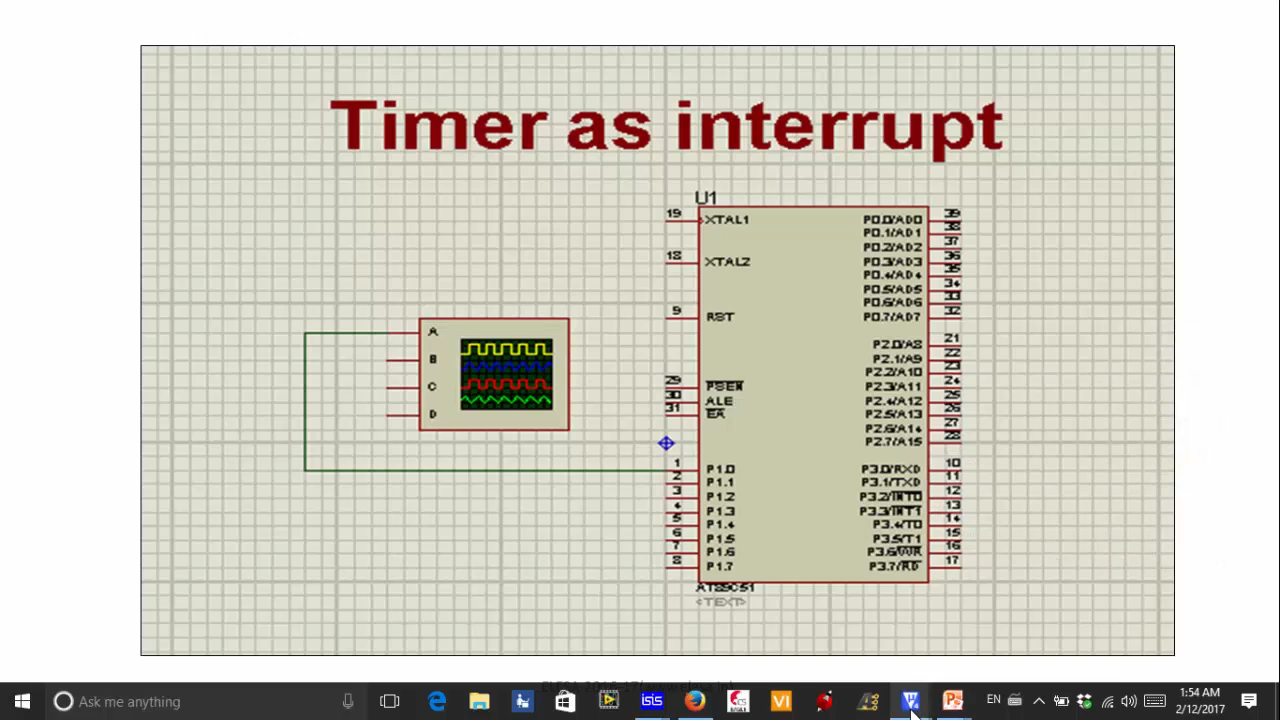 Timer as interrupt
U1
19 XTAL1
18 XTAL2
9 RST
29 PSEN
30 ALE
31 EA
1 P1.0
2 P1.1
3 P1.2
4 P1.3
5 P1.4
6 P1.5
7 P1.6
8 P1.7
P0.0/AD0 39
P0.1/AD1 38
P0.2/AD2 37
P0.3/AD3 36
P0.4/AD4 35
P0.5/AD5 34
P0.6/AD6 33
P0.7/AD7 32
P2.0/A8 21
P2.1/A9 22
P2.2/A10 23
P2.3/A11 24
P2.4/A12 25
P2.5/A13 26
P2.6/A14 27
P2.7/A15 28
P3.0/RXD 10
P3.1/TXD 11
P3.2/INT0 12
P3.3/INT1 13
P3.4/T0 14
P3.5/T1 15
P3.6/WR 16
P3.7/RD 17
A
B
C
D
AT89C51
<TEXT>
Ask me anything
isis
VI
EN
1:54 AM
2/12/2017